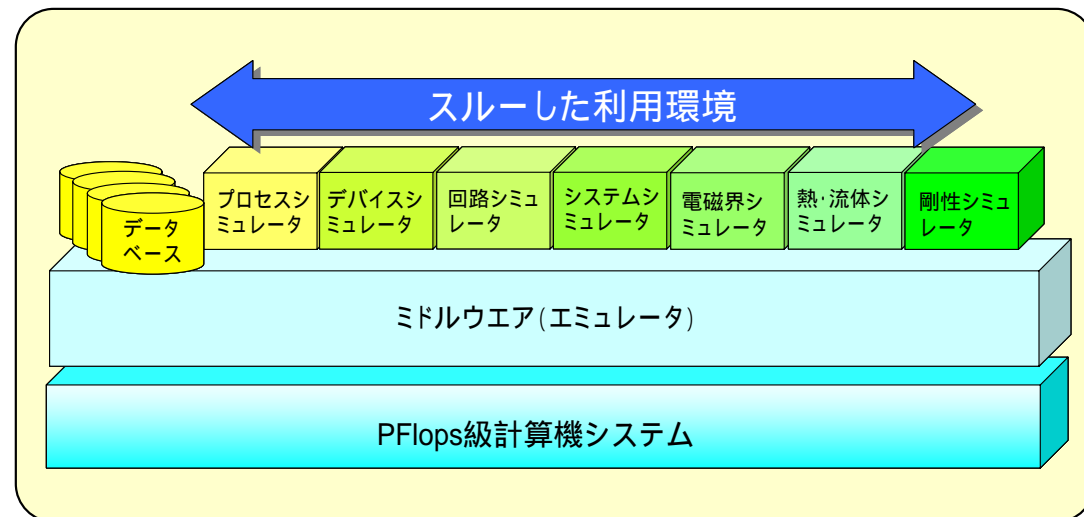 スルーした利用環境
データ
ベース
プロセスシ
ミュレータ
デバイスシ
ミュレータ
回路シミュ
レータ
システムシ
ミュレータ
電磁界シ
ミュレータ
熱・流体シ
ミュレータ
剛性シミュ
レータ
ミドルウエア(エミュレータ)
PFlops級計算機システム